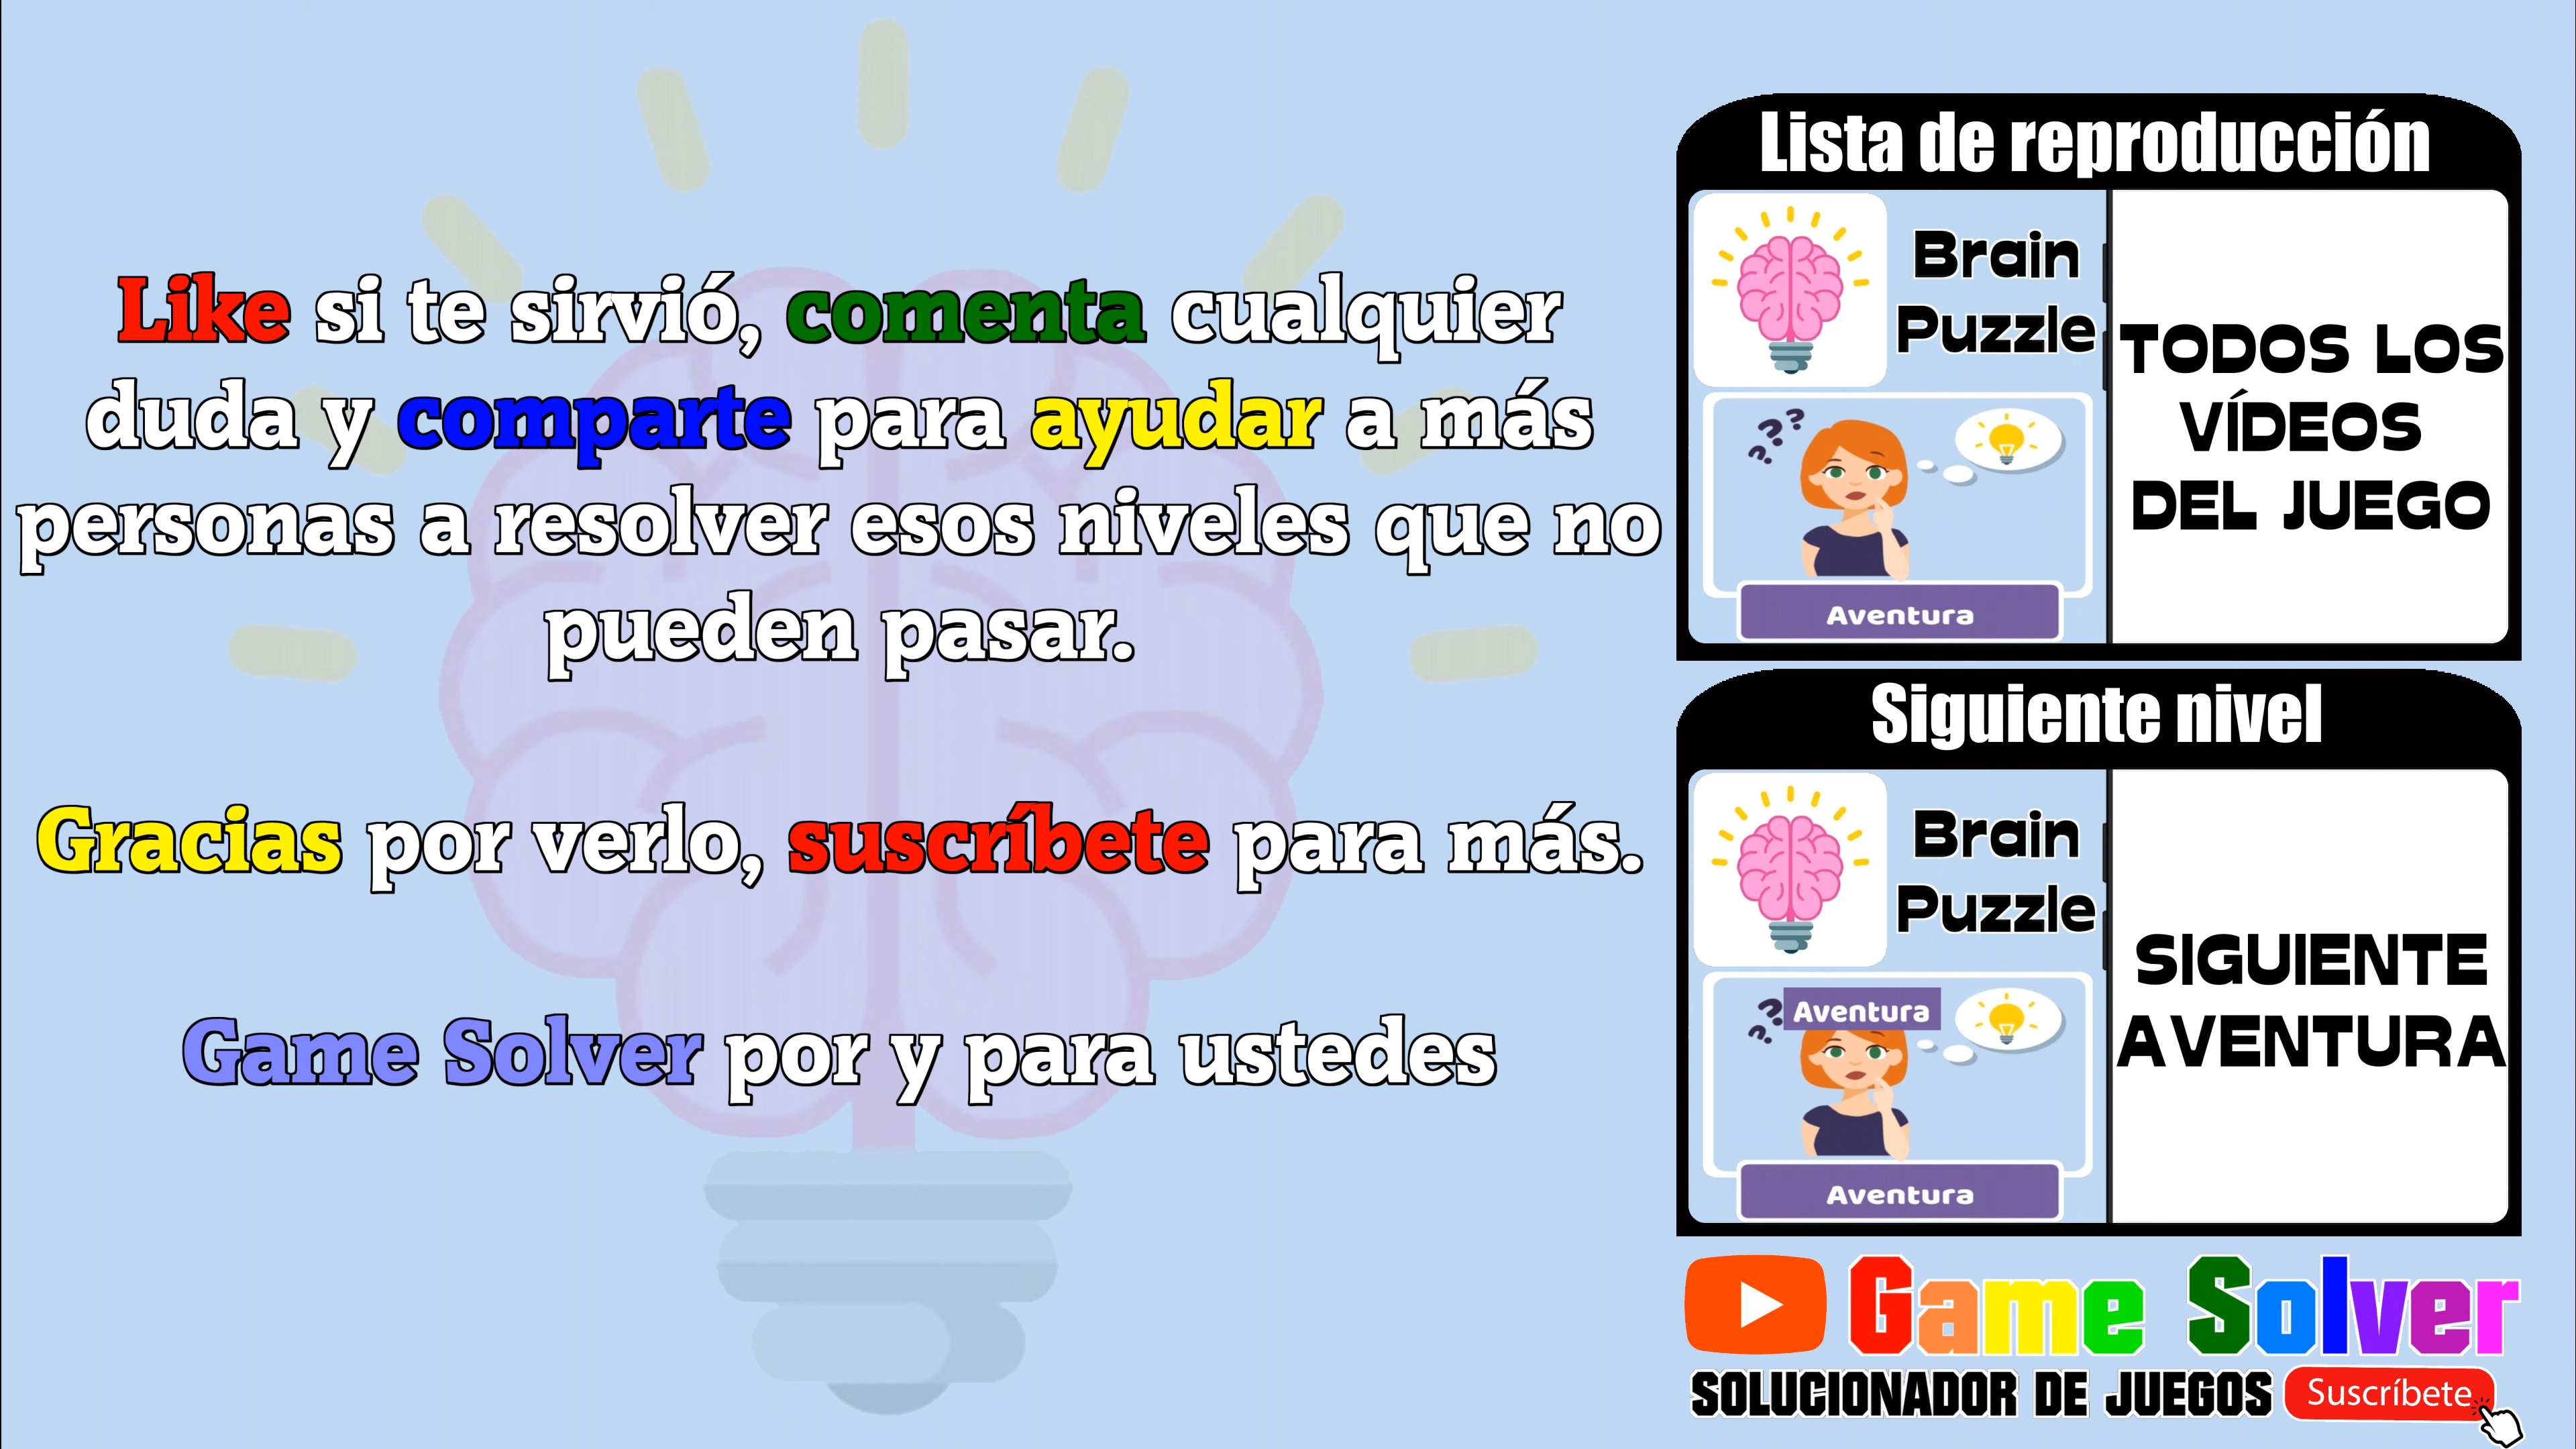 Like si te sirvió, comenta cualquier
duda y comparte para ayudar a más
personas a resolver esos niveles que no
pueden pasar.
Gracias por verlo, suscríbete para más.
Game Solver por y para ustedes
Lista de reproducción
Brain
Puzzle
???
Aventura
TODOS LOS
VÍDEOS
DEL JUEGO
Siguiente nivel
Brain
Puzzle
??
Aventura
Aventura
SIGUIENTE
AVENTURA
Game Solver
SOLUCIONADOR DE JUEGOS
Suscríbete